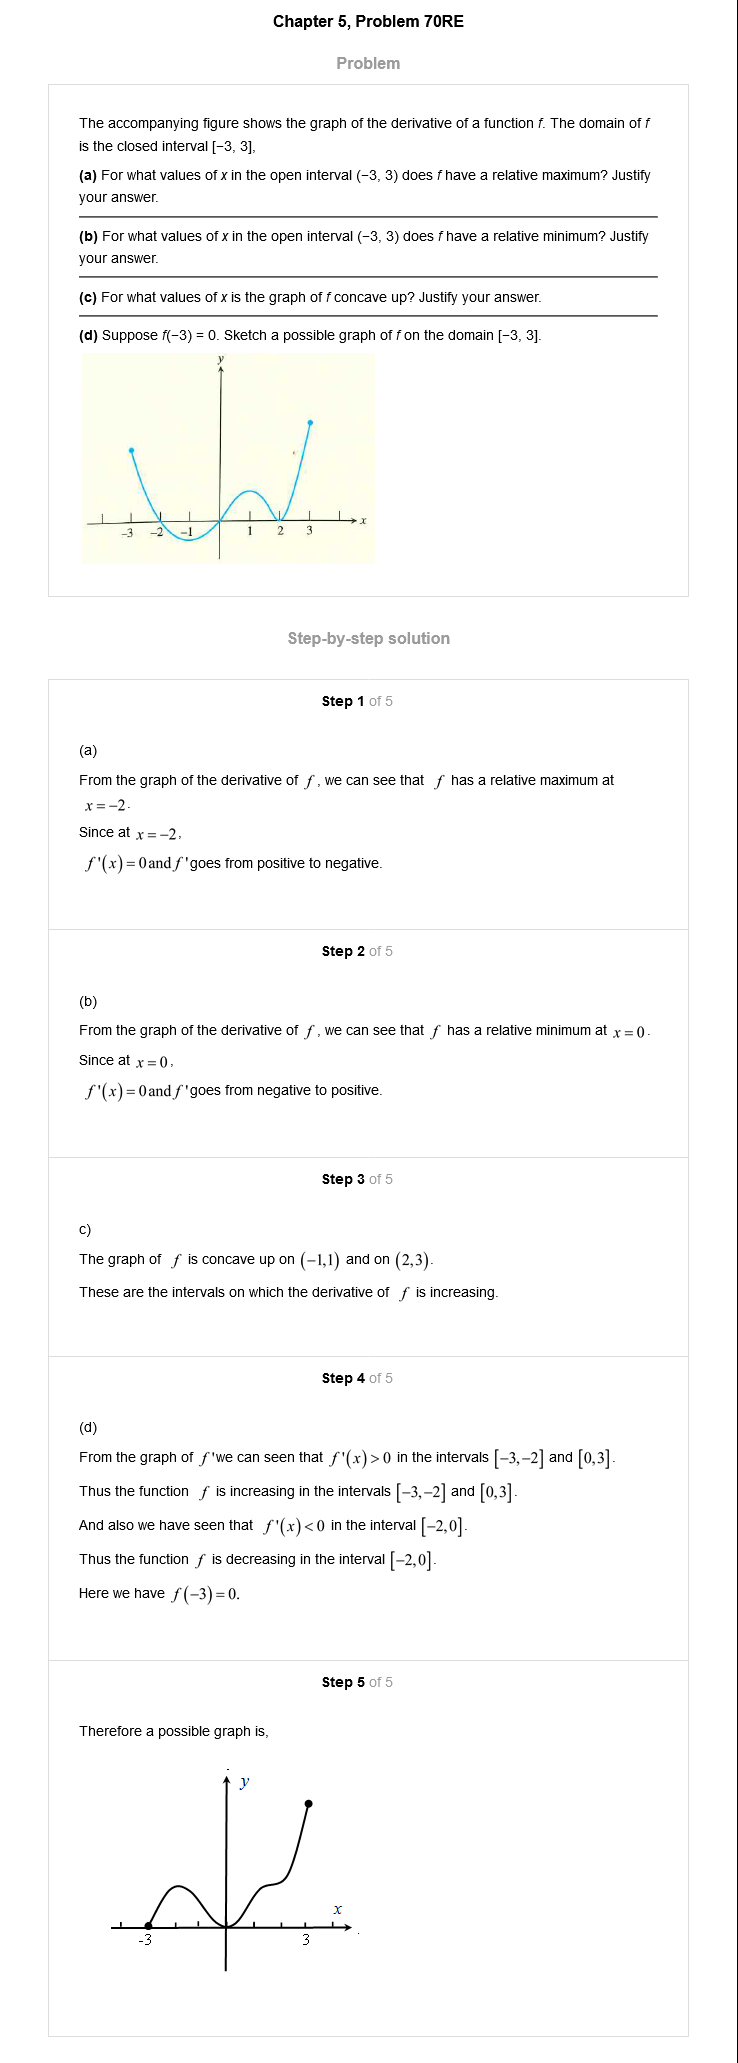 Chapter 5, Problem 70RE
Problem
The accompanying figure shows the graph of the derivative of a function f. The domain of f
is the closed interval [−3, 3],
(a) For what values of x in the open interval (−3, 3) does f have a relative maximum? Justify
your answer.
(b) For what values of x in the open interval (−3, 3) does f have a relative minimum? Justify
your answer.
(c) For what values of x is the graph of f concave up? Justify your answer.
(d) Suppose f(−3) = 0. Sketch a possible graph of f on the domain [−3, 3].
y
x
-3 -2 -1 1 2 3
Step-by-step solution
Step 1 of 5
(a)
From the graph of the derivative of f , we can see that f has a relative maximum at
x = −2.
Since at x = −2,
f '(x) = 0 and f ' goes from positive to negative.
Step 2 of 5
(b)
From the graph of the derivative of f , we can see that f has a relative minimum at x = 0.
Since at x = 0,
f '(x) = 0 and f ' goes from negative to positive.
Step 3 of 5
c)
The graph of f is concave up on (−1,1) and on (2,3).
These are the intervals on which the derivative of f is increasing.
Step 4 of 5
(d)
From the graph of f ' we can seen that f '(x) > 0 in the intervals [−3,−2] and [0,3].
Thus the function f is increasing in the intervals [−3,−2] and [0,3].
And also we have seen that f '(x) < 0 in the interval [−2,0].
Thus the function f is decreasing in the interval [−2,0].
Here we have f (−3) = 0.
Step 5 of 5
Therefore a possible graph is,
y
x
-3 3